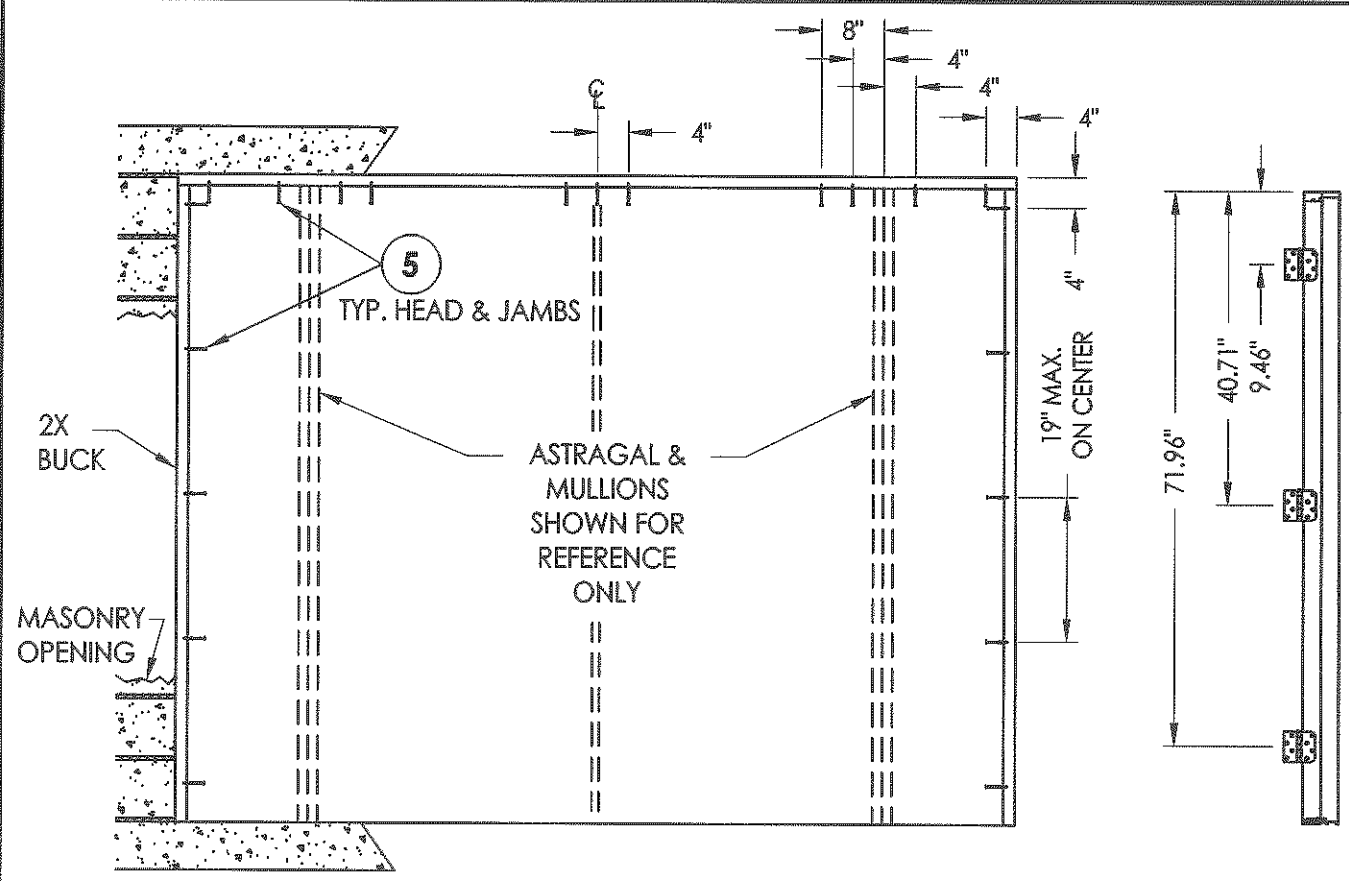 8"
4"
4"
4"
℄
4"
5
TYP. HEAD & JAMBS
4"
19" MAX.
ON CENTER
2X
BUCK
ASTRAGAL &
MULLIONS
SHOWN FOR
REFERENCE
ONLY
MASONRY
OPENING
9.46"
40.71"
71.96"